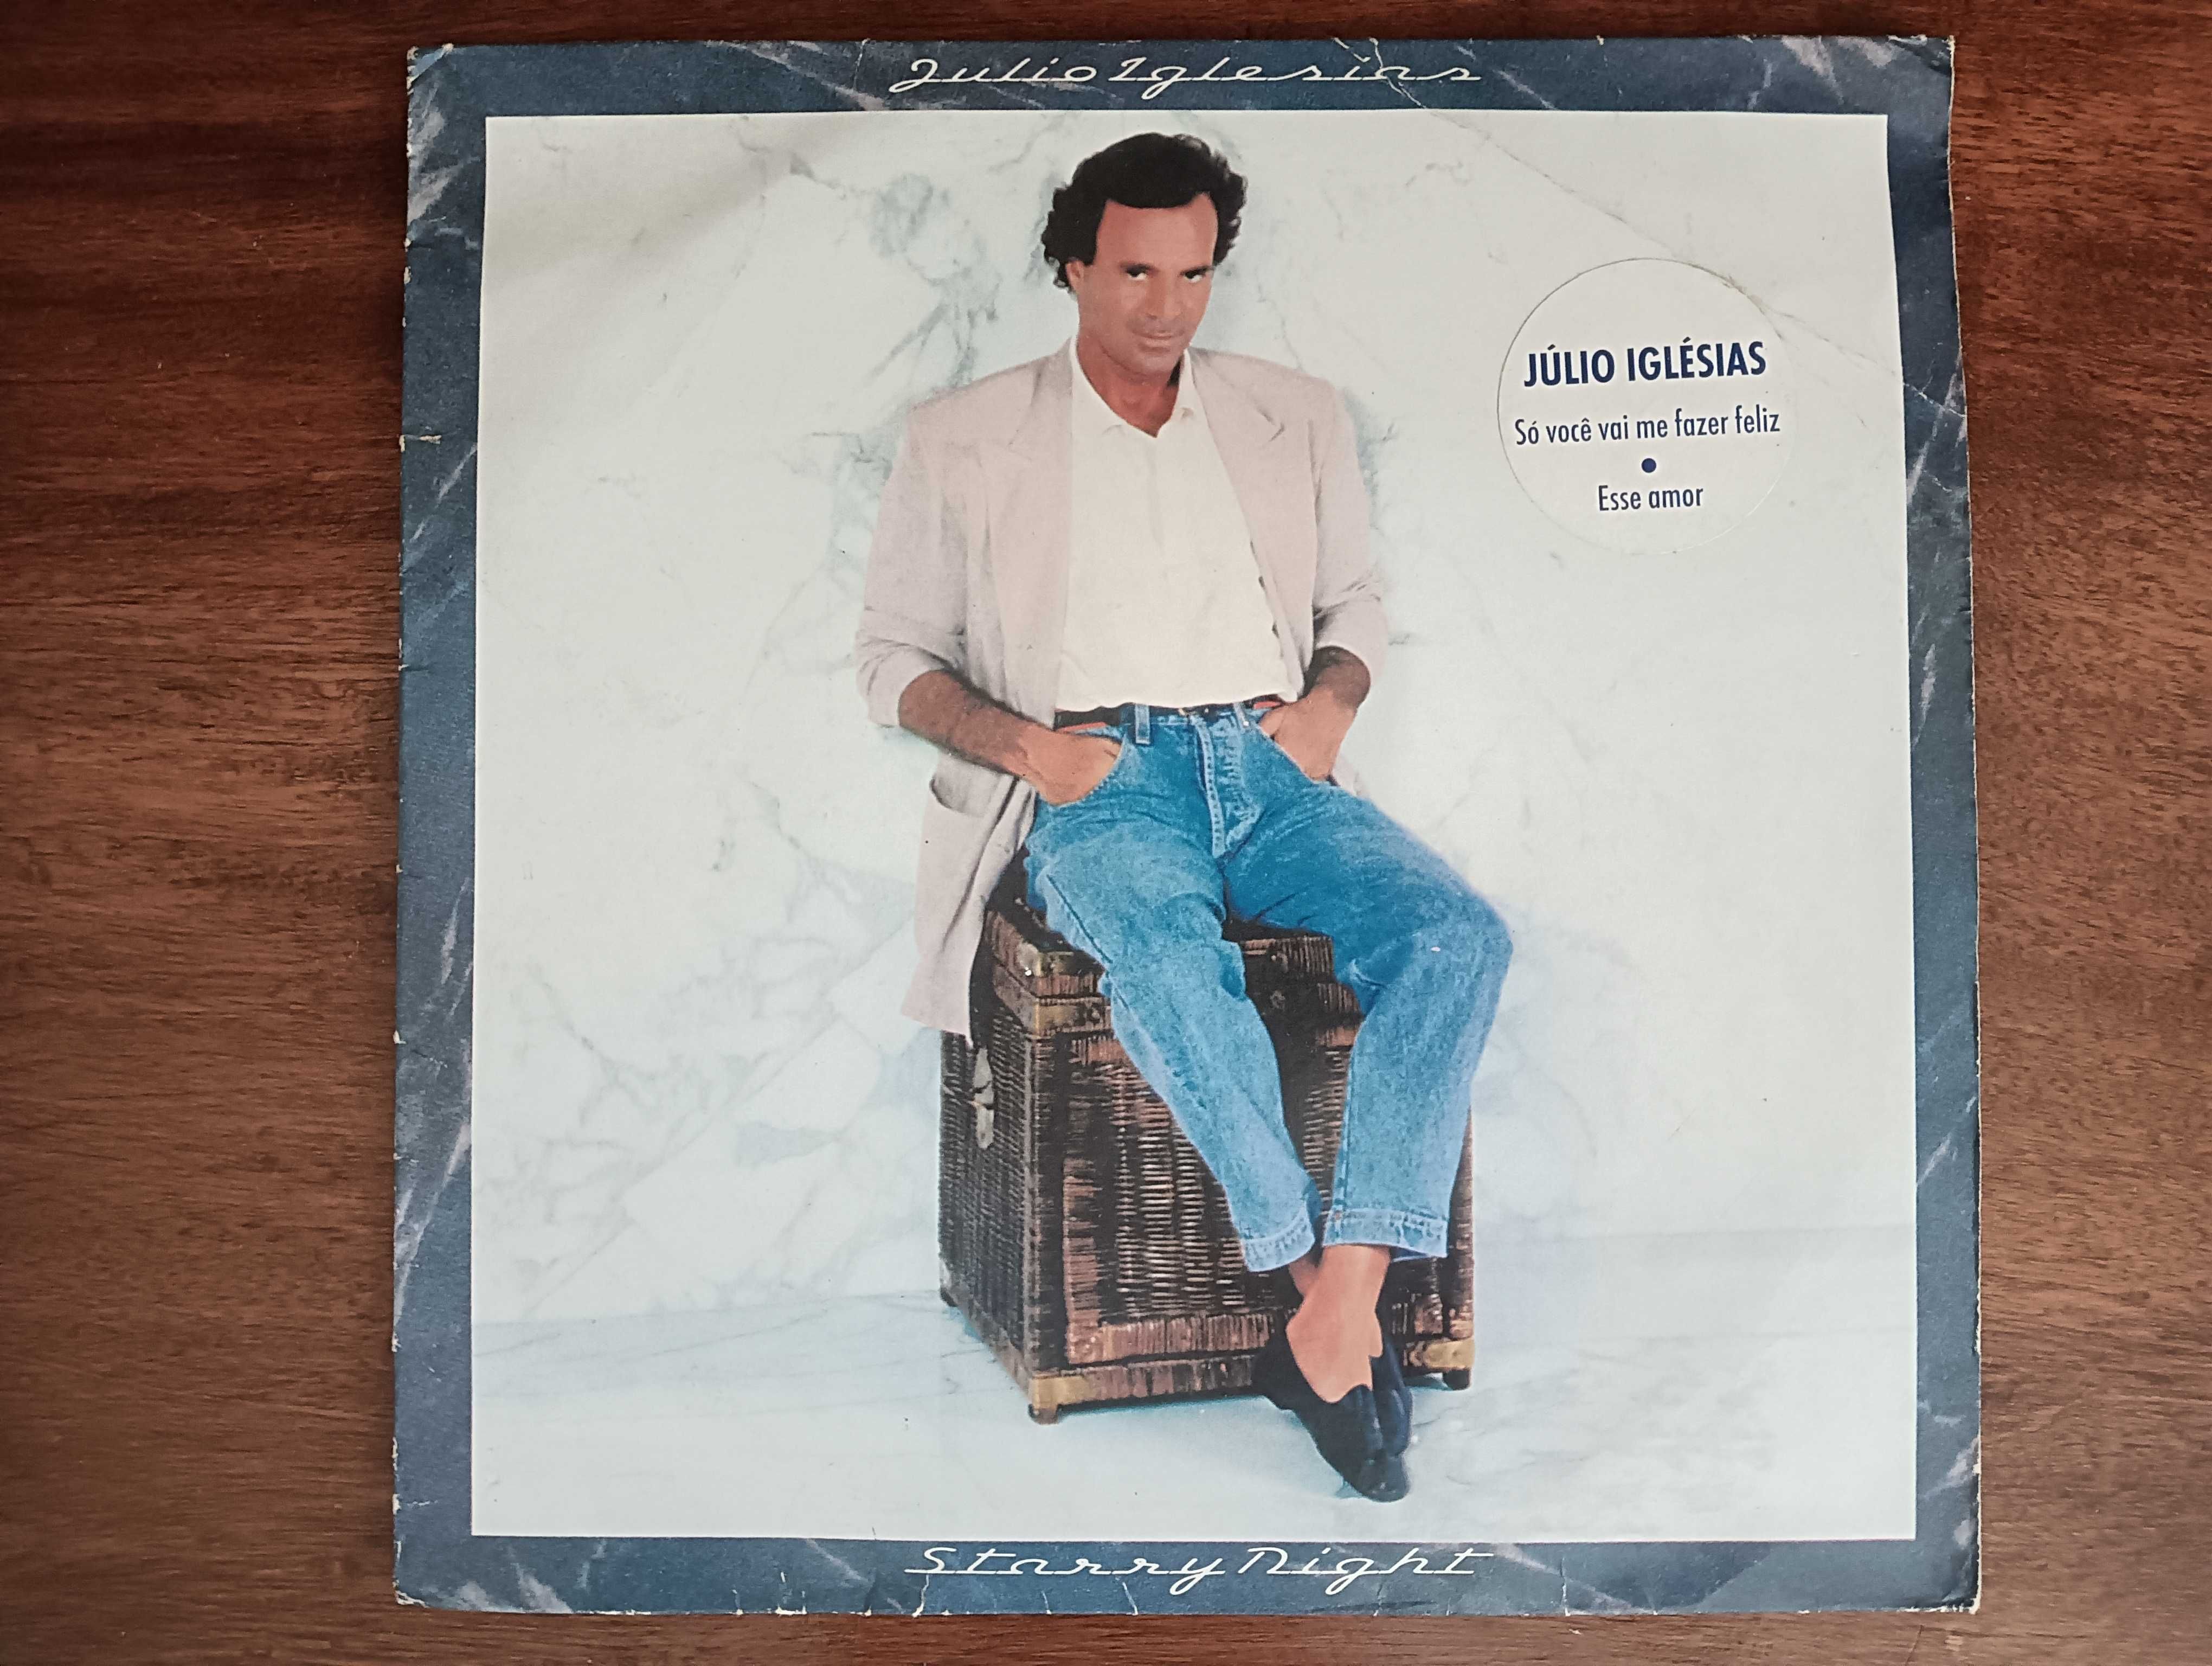 Julio Iglesias
JÚLIO IGLÉSIAS
Só você vai me fazer feliz
•
Esse amor
Starry Night